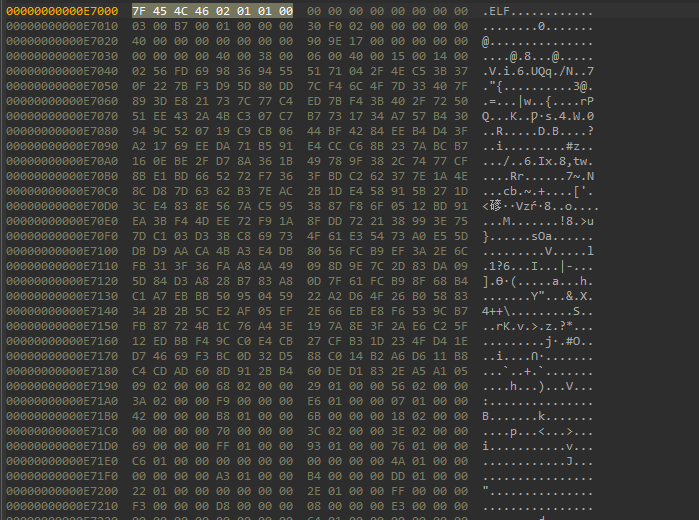 00000000000E7000 7F 45 4C 46 02 01 01 00 00 00 00 00 00 00 00 00 .ELF............
00000000000E7010 03 00 B7 00 01 00 00 00 30 F0 02 00 00 00 00 00 ........0.......
00000000000E7020 40 00 00 00 00 00 00 00 90 9E 17 00 00 00 00 00 @...............
00000000000E7030 00 00 00 00 40 00 38 00 06 00 40 00 15 00 14 00 ....@.8...@.....
00000000000E7040 02 56 FD 69 98 36 94 55 51 71 04 2F 4E C5 3B 37 .V.i.6.UQq./N..7
00000000000E7050 0F 22 7B F3 D9 5D 80 DD 7C F4 6C 4F 7D 33 40 7F
00000000000E7060 89 3D E8 21 73 7C 77 C4 ED 7B F4 3B 40 2F 72 50
00000000000E7070 51 EE 43 2A 4B C3 07 C7 B7 73 17 34 A7 57 B4 30
00000000000E7080 94 9C 52 07 19 C9 CB 06 44 BF 42 84 EE B4 D4 3F ..R.....D.B....?
00000000000E7090 A2 17 69 EE DA 71 B5 91 E4 CC C6 8B 23 7A BC B7
00000000000E70A0 16 0E BE 2F D7 8A 36 1B 49 78 9F 38 2C 74 77 CF
00000000000E70B0 8B E1 BD 66 52 72 F7 36 3F BD C2 62 37 7E 1A 4E
00000000000E70C0 8C D8 7D 63 62 B3 7E AC 2B 1D E4 58 91 5B 27 1D
00000000000E70D0 3C E4 83 8E 56 7A C5 95 38 87 F8 6F 05 12 BD 91
00000000000E70E0 EA 3B F4 4D EE 72 F9 1A 8F DD 72 21 38 99 3E 75
00000000000E70F0 7D C1 03 D3 3B C8 69 73 4F 61 E3 54 73 A0 E5 5D
00000000000E7100 DB D9 AA CA 4B A3 E4 DB 80 56 FC B9 EF 3A 2E 6C
00000000000E7110 FB 31 3F 36 FA A8 AA 49 09 8D 9E 7C 2D 83 DA 09
00000000000E7120 5D 84 D3 A8 28 B7 83 A8 0D 7F 61 FC B9 8F 68 B4
00000000000E7130 C1 A7 EB BB 50 95 04 59 22 A2 D6 4F 26 B0 58 83
00000000000E7140 34 2B 2B 5C E2 AF 05 EF 2E 66 EB E8 F6 53 9C B7
00000000000E7150 FB 87 72 4B 1C 76 A4 3E 19 7A 8E 3F 2A E6 C2 5F
00000000000E7160 12 ED BB F4 9C C0 E4 CB 27 CF B3 1D 23 4F D4 1E
00000000000E7170 D7 46 69 F3 BC 0D 32 D5 88 C0 14 B2 A6 D6 11 B8
00000000000E7180 C4 CD AD 60 8D 91 2B B4 60 DE D1 83 2E A5 A1 05
00000000000E7190 09 02 00 00 68 02 00 00 29 01 00 00 56 02 00 00 ....h...)...V...
00000000000E71A0 3A 02 00 00 F9 00 00 00 E6 01 00 00 07 01 00 00 :...............
00000000000E71B0 42 00 00 00 B8 01 00 00 6B 00 00 00 18 02 00 00 B.......k.......
00000000000E71C0 00 00 00 00 70 00 00 00 3C 02 00 00 3E 02 00 00 ....p...<...>...
00000000000E71D0 69 00 00 00 FF 01 00 00 93 01 00 00 76 01 00 00 i...........v...
00000000000E71E0 C6 01 00 00 00 00 00 00 00 00 00 00 4A 01 00 00 ............J...
00000000000E71F0 00 00 00 00 A3 01 00 00 B4 00 00 00 DD 01 00 00 ................
00000000000E7200 22 01 00 00 00 00 00 00 2E 01 00 00 FF 00 00 00 "...............
00000000000E7210 F3 00 00 00 D8 00 00 00 08 00 00 00 E3 00 00 00 ................